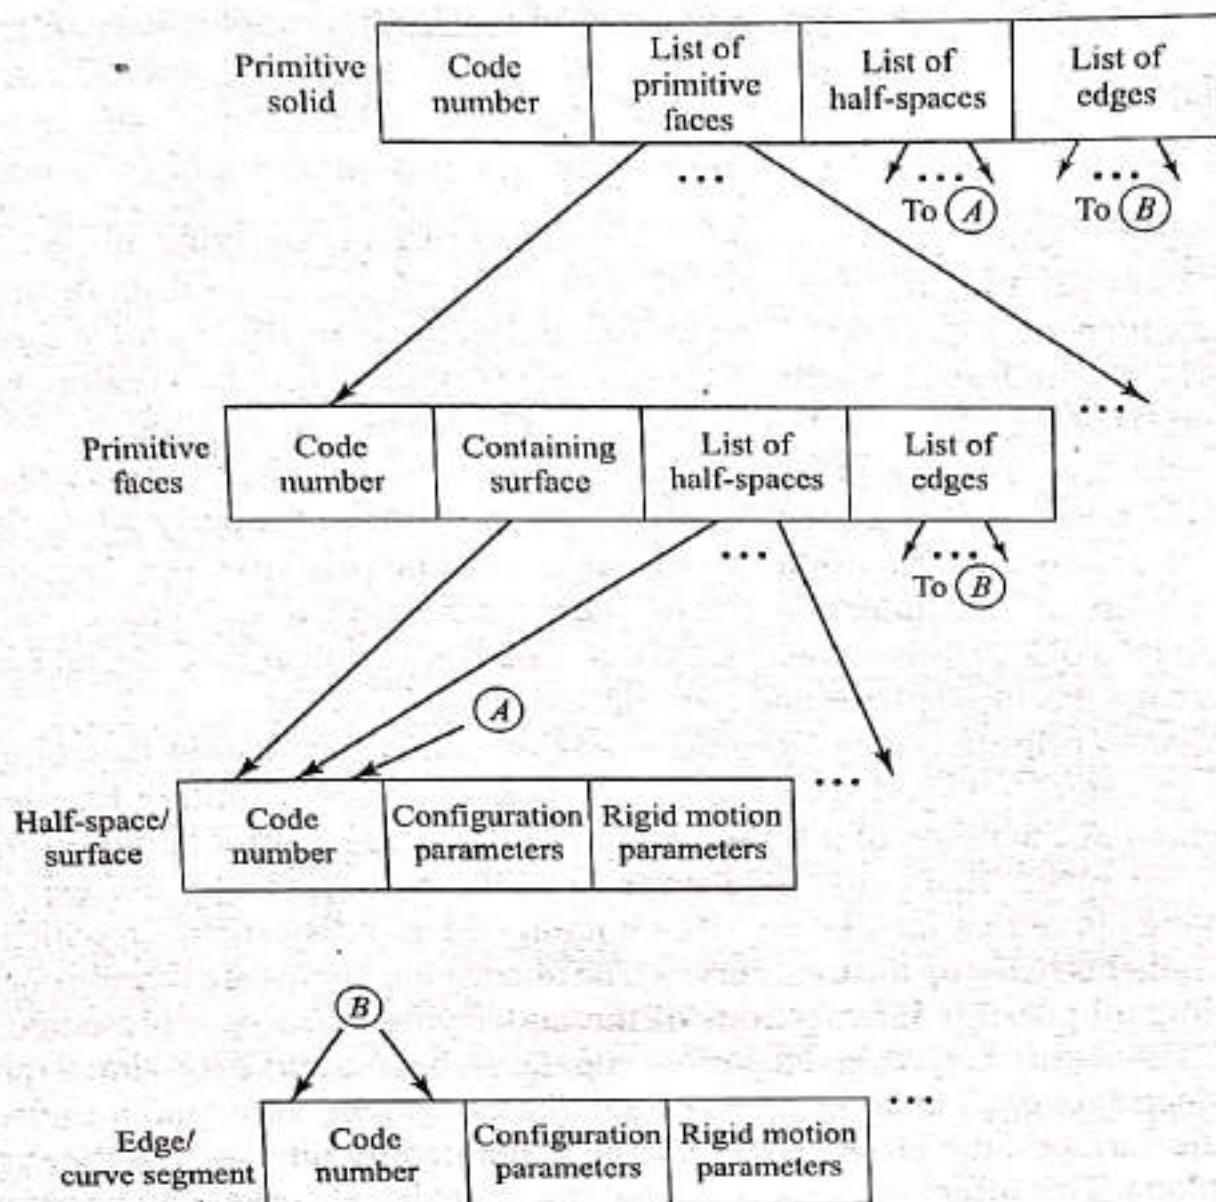 Primitive
solid
Code
number
List of
primitive
faces
List of
half-spaces
List of
edges
...
...
To A
...
To B
Primitive
faces
Code
number
Containing
surface
List of
half-spaces
List of
edges
...
...
...
To B
A
Half-space/
surface
Code
number
Configuration
parameters
Rigid motion
parameters
...
B
Edge/
curve segment
Code
number
Configuration
parameters
Rigid motion
parameters
...